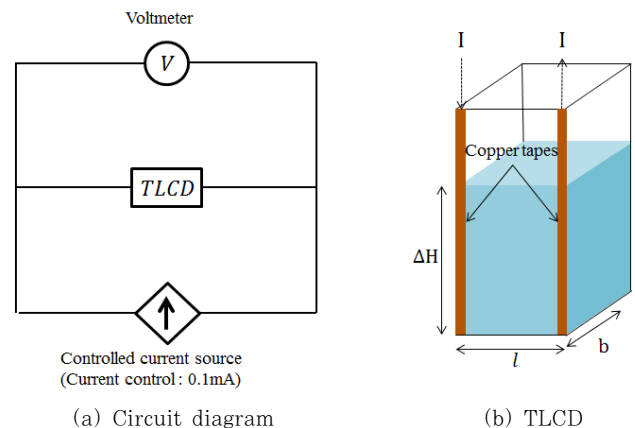 Voltmeter
V
TLCD
Controlled current source
(Current control : 0.1mA)
(a) Circuit diagram
I I
Copper tapes
ΔH
l
b
(b) TLCD